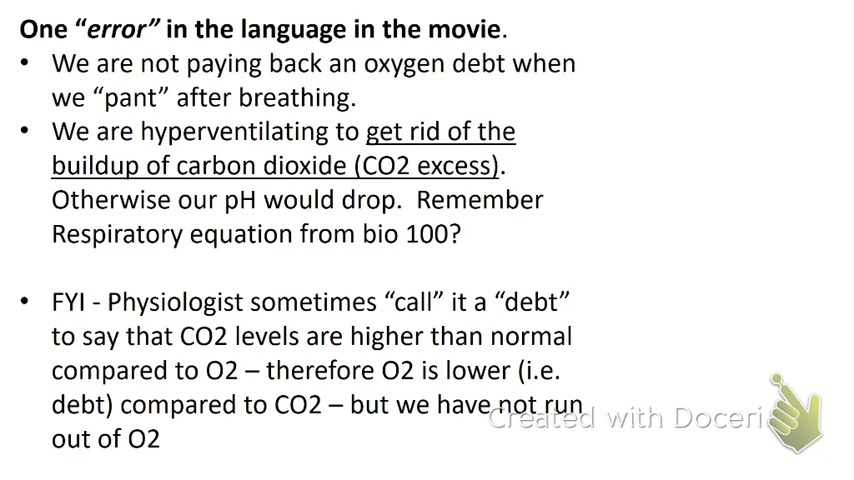 One “error” in the language in the movie.
• We are not paying back an oxygen debt when
we “pant” after breathing.
• We are hyperventilating to get rid of the
buildup of carbon dioxide (CO2 excess).
Otherwise our pH would drop.  Remember
Respiratory equation from bio 100?
• FYI - Physiologist sometimes “call” it a “debt”
to say that CO2 levels are higher than normal
compared to O2 – therefore O2 is lower (i.e.
debt) compared to CO2 – but we have not run
out of O2
Created with Doceri